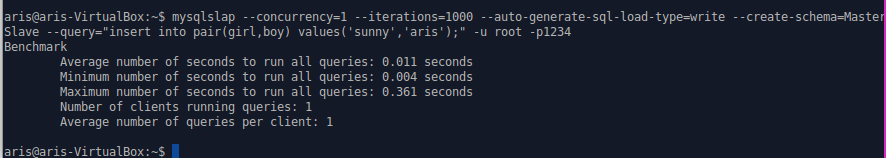 aris@aris-VirtualBox:~$ mysqlslap --concurrency=1 --iterations=1000 --auto-generate-sql-load-type=write --create-schema=Master
Slave --query="insert into pair(girl,boy) values('sunny','aris');" -u root -p1234
Benchmark
        Average number of seconds to run all queries: 0.011 seconds
        Minimum number of seconds to run all queries: 0.004 seconds
        Maximum number of seconds to run all queries: 0.361 seconds
        Number of clients running queries: 1
        Average number of queries per client: 1
aris@aris-VirtualBox:~$